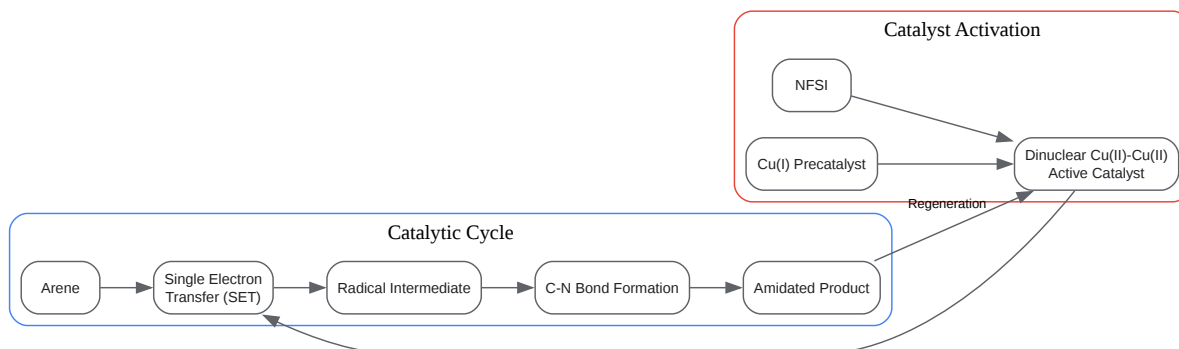 Catalyst Activation
NFSI
Cu(I) Precatalyst
Dinuclear Cu(II)-Cu(II)
Active Catalyst
Regeneration
Catalytic Cycle
Arene
Single Electron
Transfer (SET)
Radical Intermediate
C-N Bond Formation
Amidated Product